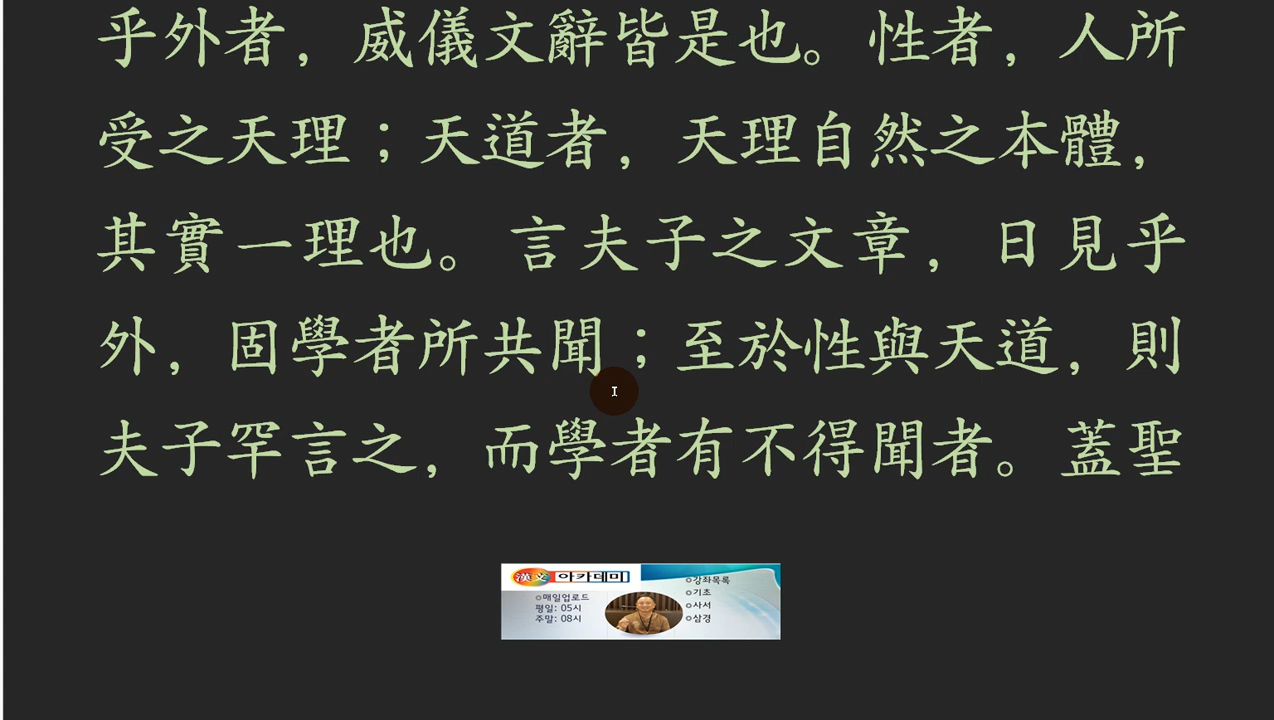 乎外者，威儀文辭皆是也。性者，人所
受之天理；天道者，天理自然之本體，
其實一理也。言夫子之文章，日見乎
外，固學者所共聞；至於性與天道，則
夫子罕言之，而學者有不得聞者。蓋聖
漢文 아카데미
◎매일업로드
평일: 05시
주말: 08시
◎강좌목록
◎기초
◎사서
◎삼경